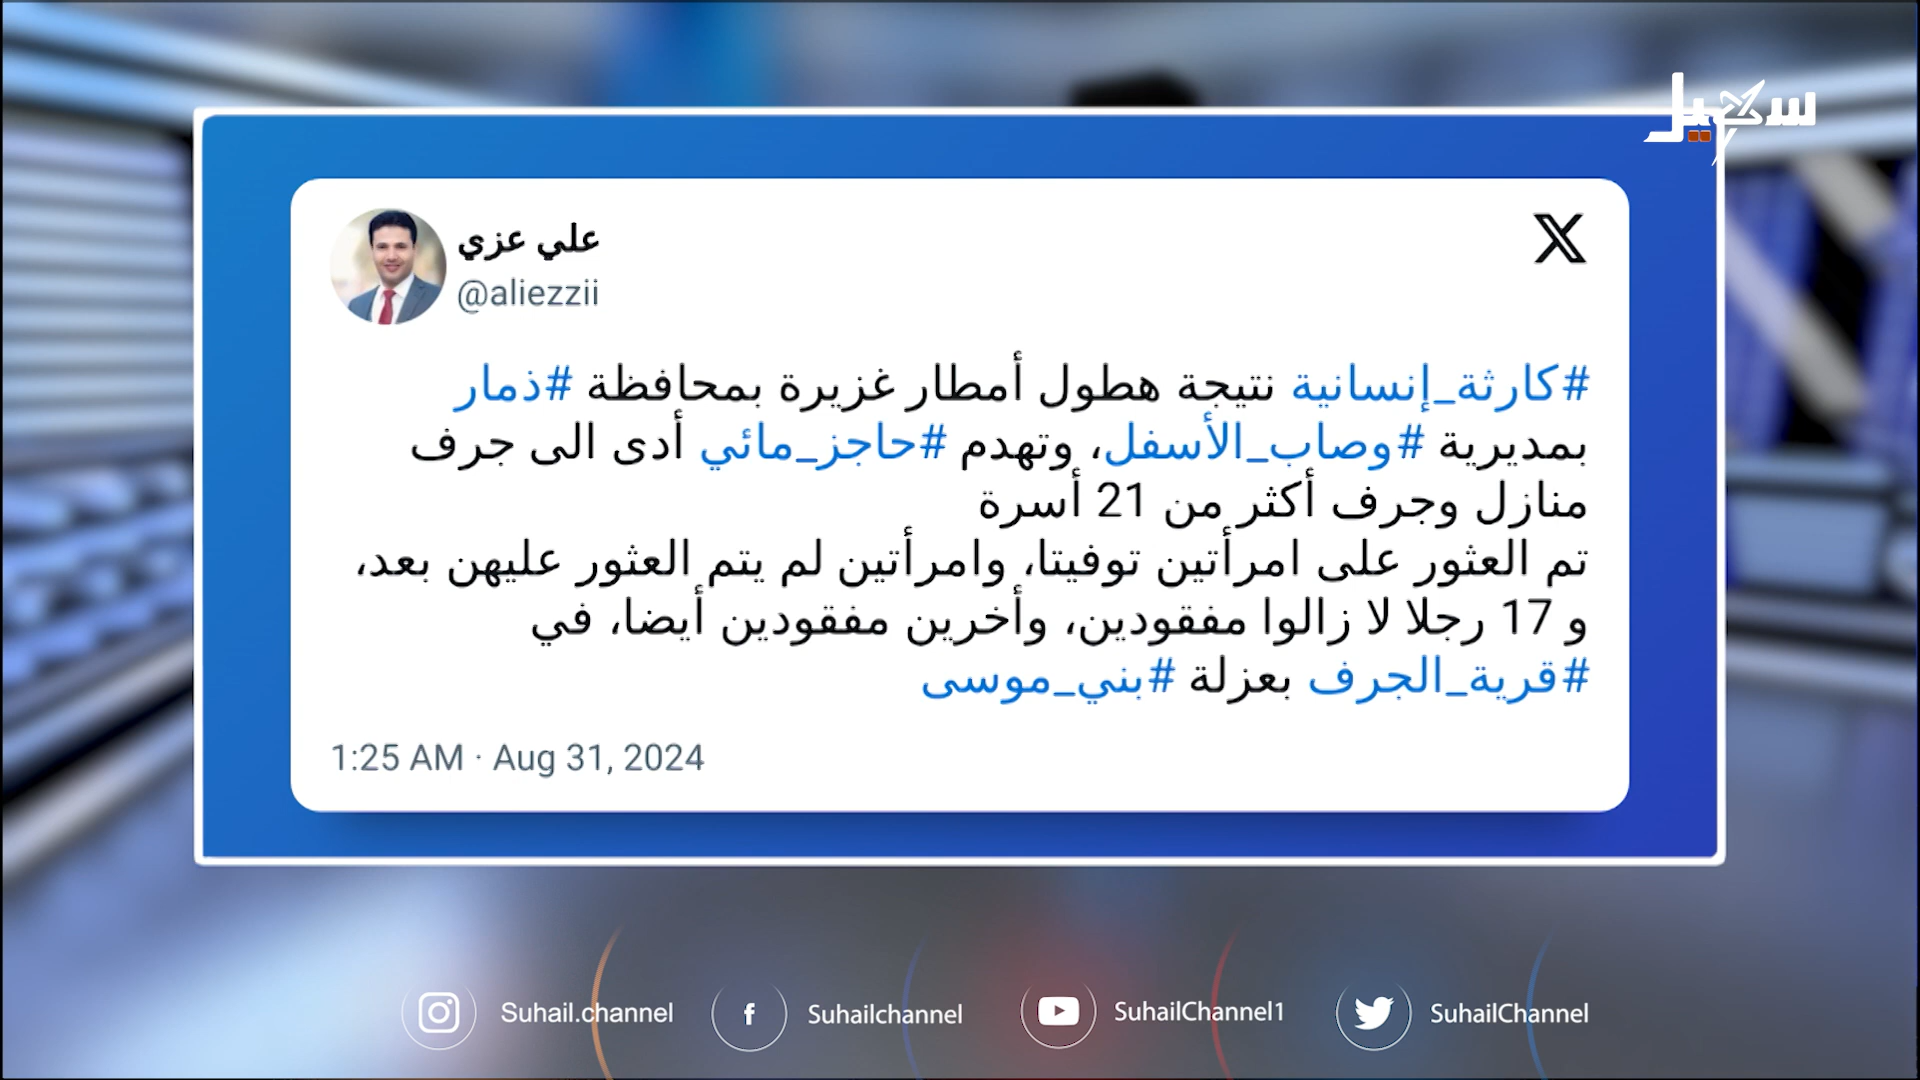 سهيل
علي عزي
@aliezzii
#كارثة_إنسانية نتيجة هطول أمطار غزيرة بمحافظة #ذمار
بمديرية #وصاب_الأسفل، وتهدم #حاجز_مائي أدى الى جرف
منازل وجرف أكثر من 21 أسرة
تم العثور على امرأتين توفيتا، وامرأتين لم يتم العثور عليهن بعد،
و 17 رجلا لا زالوا مفقودين، وأخرين مفقودين أيضا، في
#قرية_الجرف بعزلة #بني_موسى
1:25 AM · Aug 31, 2024
Suhail.channel
Suhailchannel
SuhailChannel1
SuhailChannel